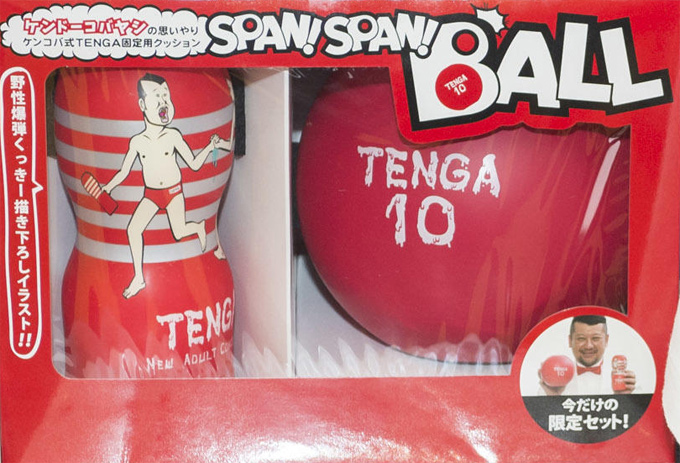 ケンドーコバヤシの思いやり
ケンコバ式TENGA固定用クッション
SPAN! SPAN!
BALL
TENGA
10
野性爆弾くっきー描き下ろしイラスト!!
TENGA
10
TENG
NEW ADULT C
TENGA
10
今だけの
限定セット!